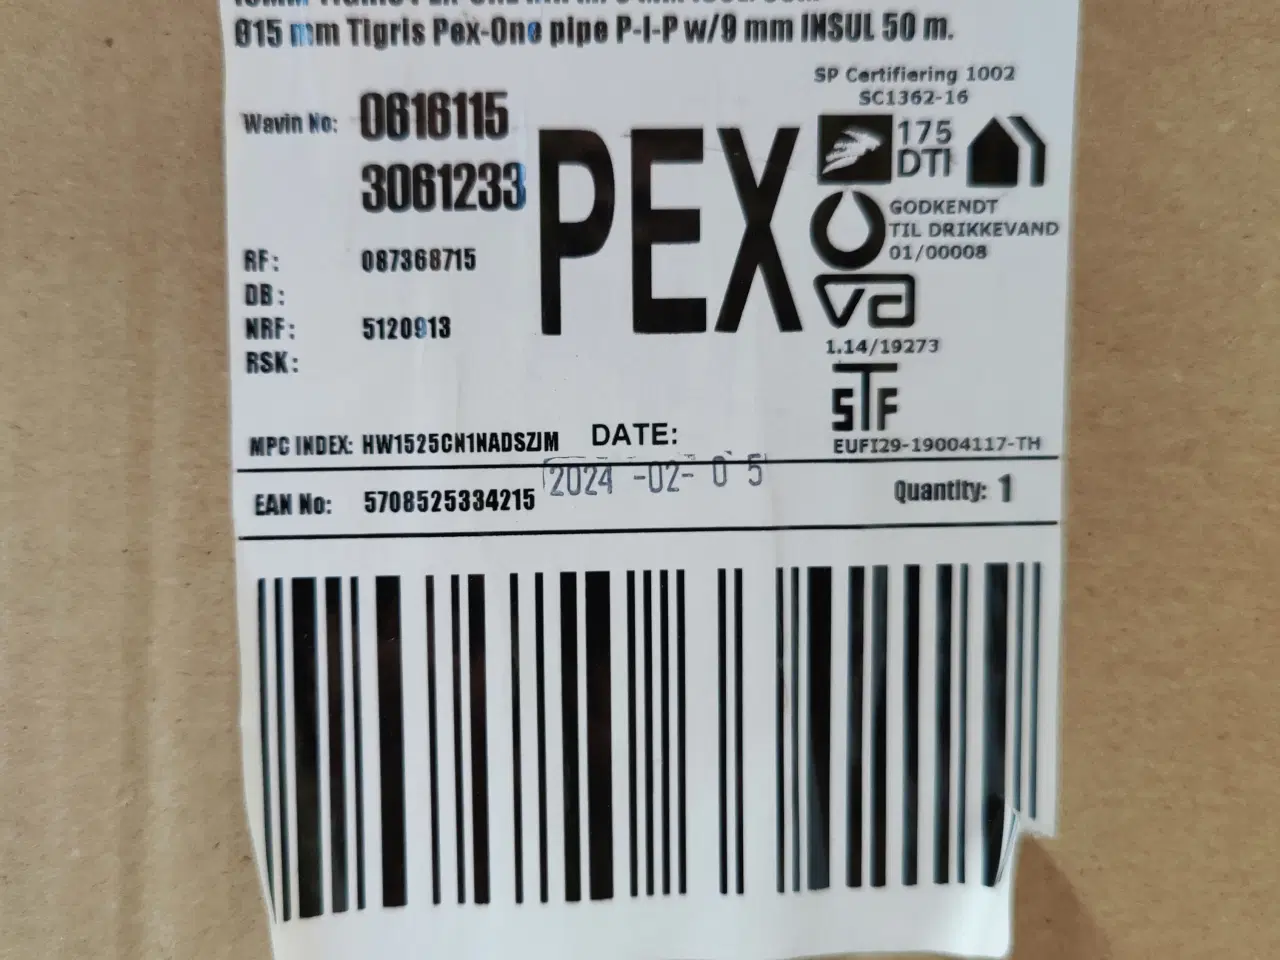 Ø15 mm Tigris Pex-One pipe P-I-P w/9 mm INSUL 50 m.
Wavin No: 0616115
3061233
PEX
SP Certifiering 1002
SC1362-16
175
DTI
GODKENDT
TIL DRIKKEVAND
01/00008
va
1.14/19273
STF
EUFI29-19004117-TH
RF: 087368715
DB:
NRF: 5120913
RSK:
MPC INDEX: HW1525CN1NADSZJM
DATE:
2024-02-05
EAN No: 5708525334215
Quantity: 1